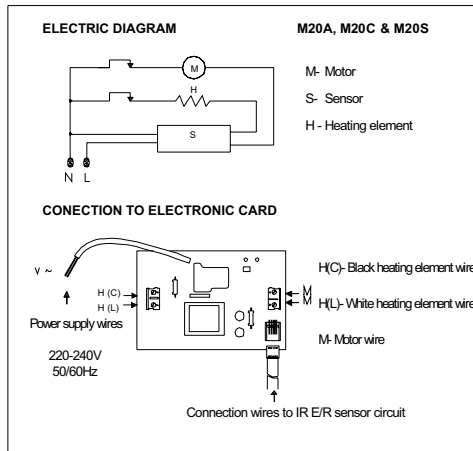 ELECTRIC DIAGRAM
M20A, M20C & M20S
M
H
S
N L
M- Motor
S- Sensor
H - Heating element
CONECTION TO ELECTRONIC CARD
V ~
H (C)
H (L)
M
M
Power supply wires
220-240V
50/60Hz
H(C)- Black heating element wire
H(L)- White heating element wire
M- Motor wire
Connection wires to IR E/R sensor circuit